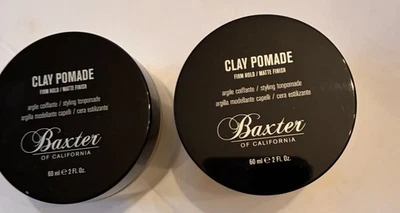 CLAY POMADE
FIRM HOLD / MATTE FINISH
argile coiffante / styling tonpomade
argilla modellante capelli / cera estilizante
Baxter
OF CALIFORNIA
60 ml e 2 Fl. Oz.
CLAY POMADE
FIRM HOLD / MATTE FINISH
argile coiffante / styling tonpomade
argilla modellante capelli / cera estilizante
Baxter
OF CALIFORNIA
60 ml e 2 Fl. Oz.